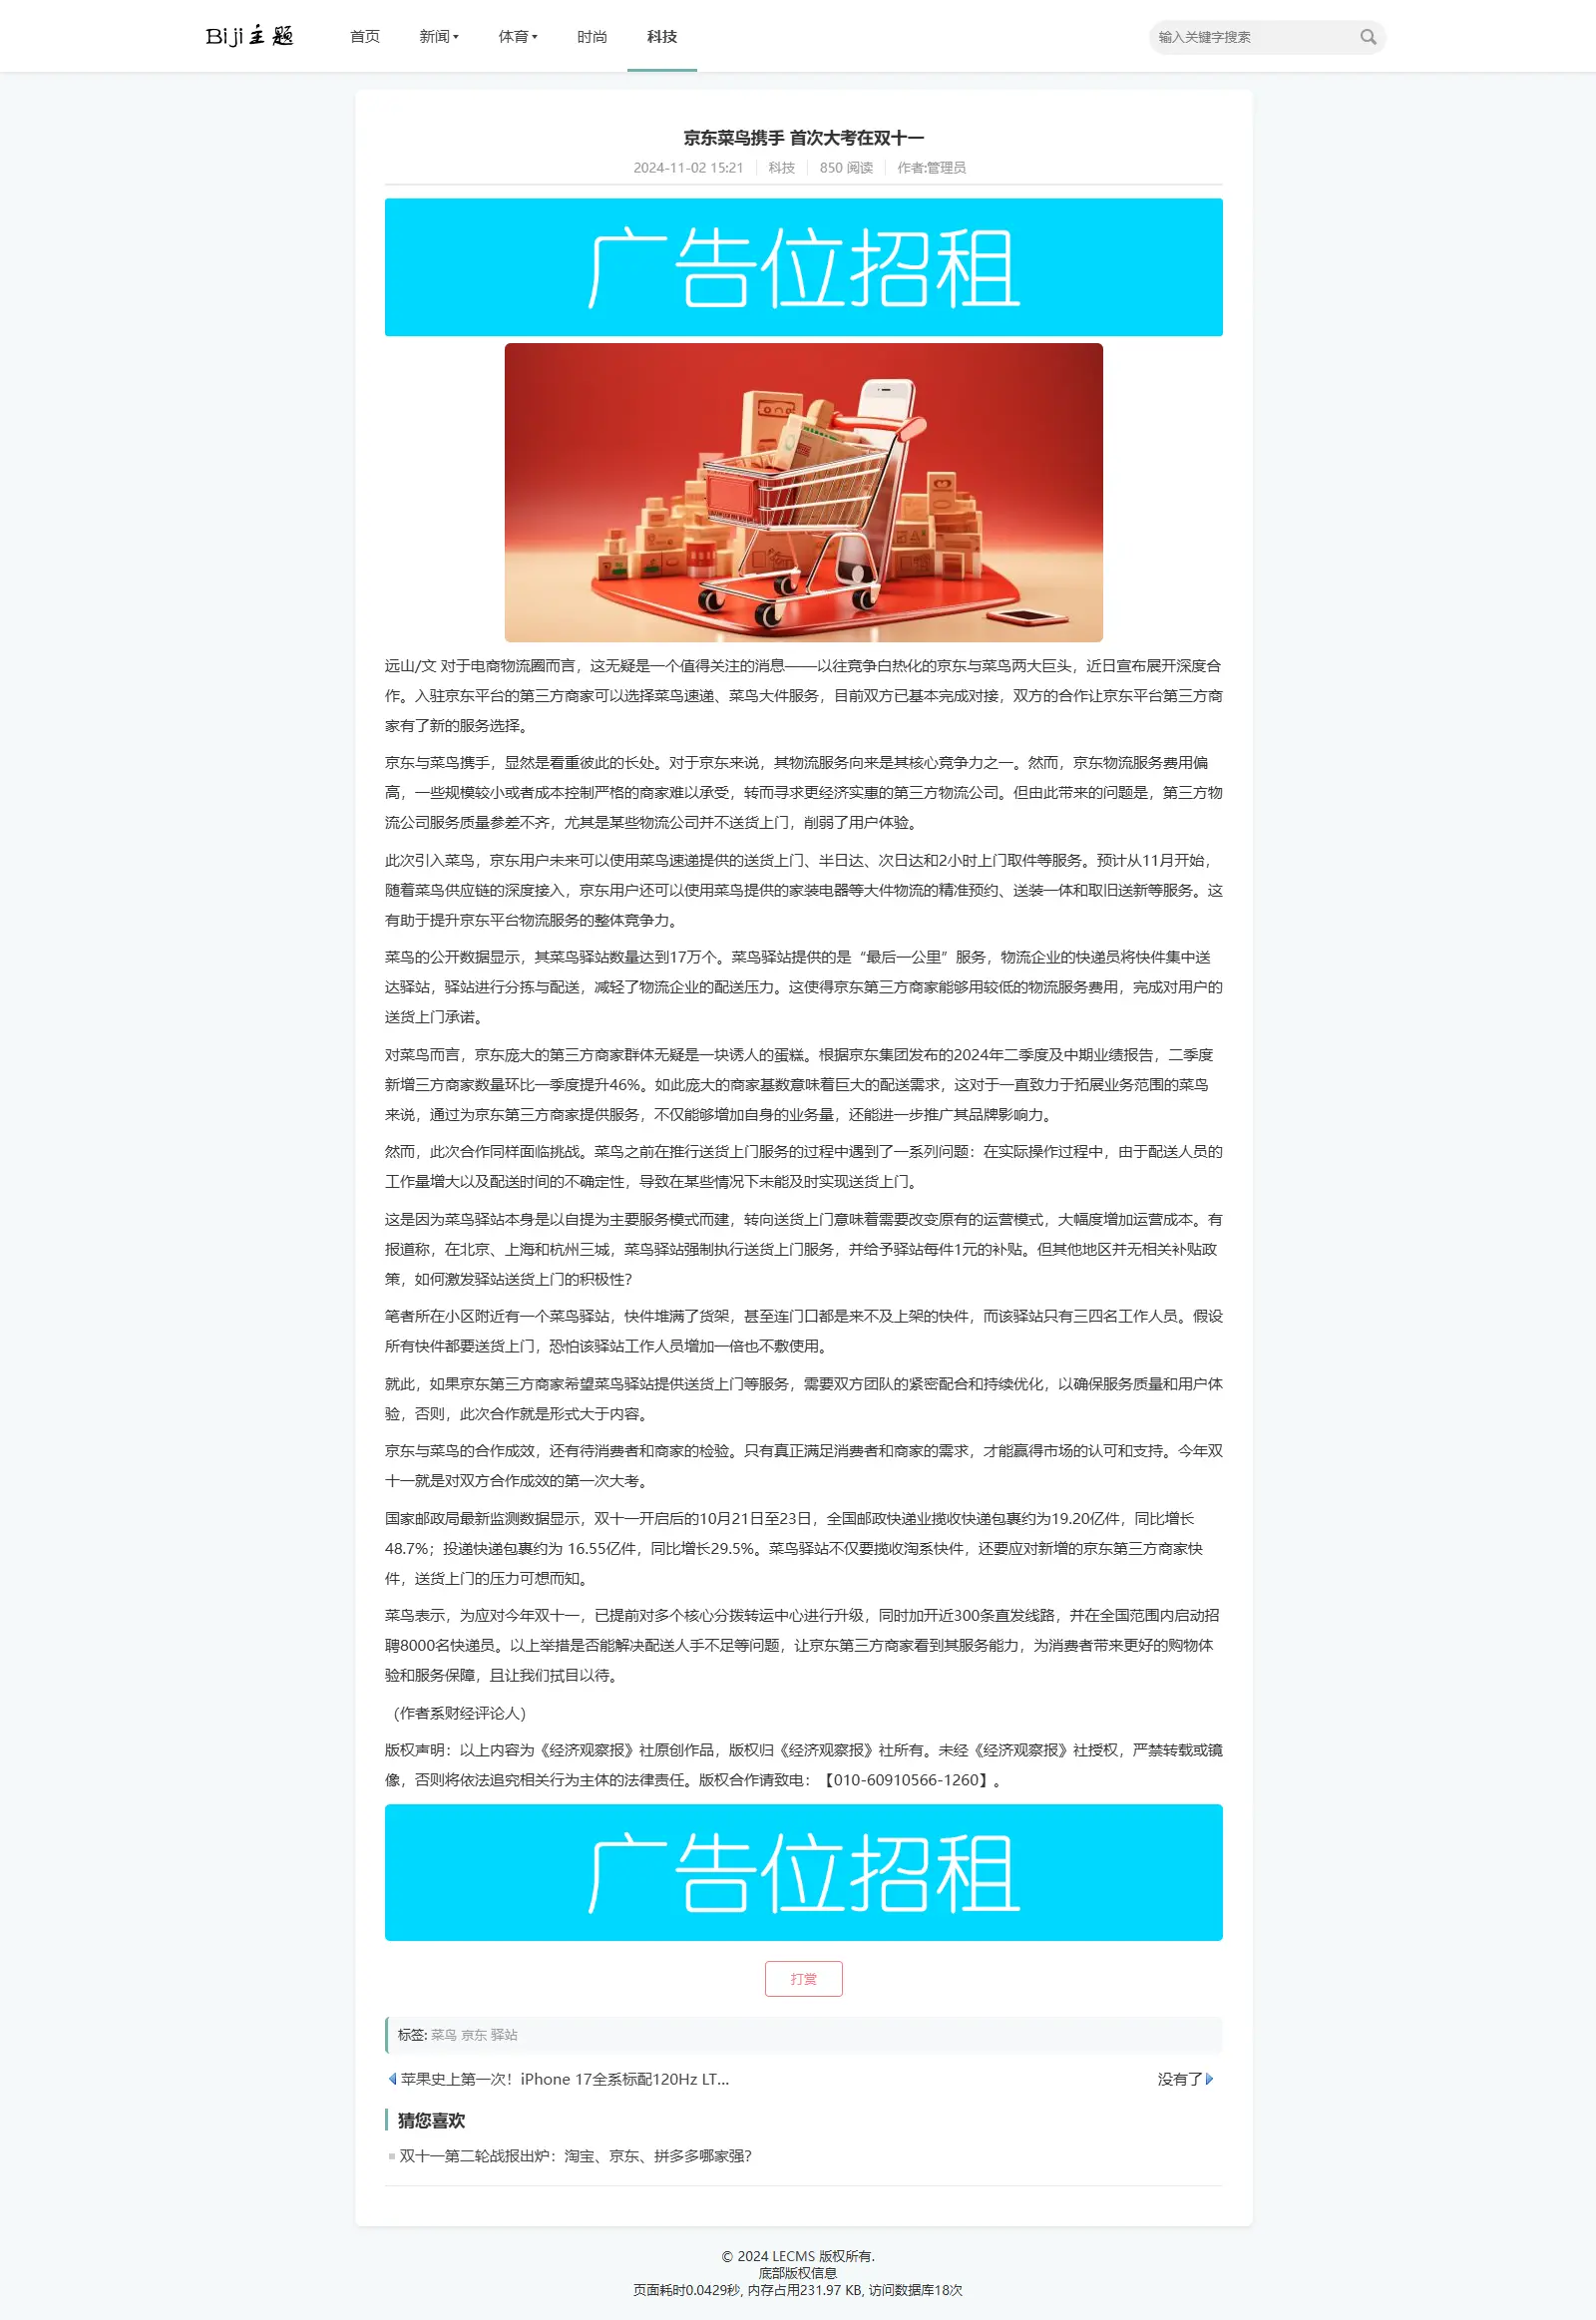 Biji主题
首页
新闻
体育
时尚
科技
输入关键字搜索
京东菜鸟携手 首次大考在双十一
2024-11-02 15:21
科技
850 阅读
作者:管理员
广告位招租
远山/文 对于电商物流圈而言，这无疑是一个值得关注的消息——以往竞争白热化的京东与菜鸟两大巨头，近日宣布展开深度合
作。入驻京东平台的第三方商家可以选择菜鸟速递、菜鸟大件服务，目前双方已基本完成对接，双方的合作让京东平台第三方商
家有了新的服务选择。
京东与菜鸟携手，显然是看重彼此的长处。对于京东来说，其物流服务向来是其核心竞争力之一。然而，京东物流服务费用偏
高，一些规模较小或者成本控制严格的商家难以承受，转而寻求更经济实惠的第三方物流公司。但由此带来的问题是，第三方物
流公司服务质量参差不齐，尤其是某些物流公司并不送货上门，削弱了用户体验。
此次引入菜鸟，京东用户未来可以使用菜鸟速递提供的送货上门、半日达、次日达和2小时上门取件等服务。预计从11月开始，
随着菜鸟供应链的深度接入，京东用户还可以使用菜鸟提供的家装电器等大件物流的精准预约、送装一体和取旧送新等服务。这
有助于提升京东平台物流服务的整体竞争力。
菜鸟的公开数据显示，其菜鸟驿站数量达到17万个。菜鸟驿站提供的是“最后一公里”服务，物流企业的快递员将快件集中送
达驿站，驿站进行分拣与配送，减轻了物流企业的配送压力。这使得京东第三方商家能够用较低的物流服务费用，完成对用户的
送货上门承诺。
对菜鸟而言，京东庞大的第三方商家群体无疑是一块诱人的蛋糕。根据京东集团发布的2024年二季度及中期业绩报告，二季度
新增三方商家数量环比一季度提升46%。如此庞大的商家基数意味着巨大的配送需求，这对于一直致力于拓展业务范围的菜鸟
来说，通过为京东第三方商家提供服务，不仅能够增加自身的业务量，还能进一步推广其品牌影响力。
然而，此次合作同样面临挑战。菜鸟之前在推行送货上门服务的过程中遇到了一系列问题：在实际操作过程中，由于配送人员的
工作量增大以及配送时间的不确定性，导致在某些情况下未能及时实现送货上门。
这是因为菜鸟驿站本身是以自提为主要服务模式而建，转向送货上门意味着需要改变原有的运营模式，大幅度增加运营成本。有
报道称，在北京、上海和杭州三城，菜鸟驿站强制执行送货上门服务，并给予驿站每件1元的补贴。但其他地区并无相关补贴政
策，如何激发驿站送货上门的积极性？
笔者所在小区附近有一个菜鸟驿站，快件堆满了货架，甚至连门口都是来不及上架的快件，而该驿站只有三四名工作人员。假设
所有快件都要送货上门，恐怕该驿站工作人员增加一倍也不敷使用。
就此，如果京东第三方商家希望菜鸟驿站提供送货上门等服务，需要双方团队的紧密配合和持续优化，以确保服务质量和用户体
验，否则，此次合作就是形式大于内容。
京东与菜鸟的合作成效，还有待消费者和商家的检验。只有真正满足消费者和商家的需求，才能赢得市场的认可和支持。今年双
十一就是对双方合作成效的第一次大考。
国家邮政局最新监测数据显示，双十一开启后的10月21日至23日，全国邮政快递业揽收快递包裹约为19.20亿件，同比增长
48.7%；投递快递包裹约为 16.55亿件，同比增长29.5%。菜鸟驿站不仅要揽收淘系快件，还要应对新增的京东第三方商家快
件，送货上门的压力可想而知。
菜鸟表示，为应对今年双十一，已提前对多个核心分拨转运中心进行升级，同时加开近300条直发线路，并在全国范围内启动招
聘8000名快递员。以上举措是否能解决配送人手不足等问题，让京东第三方商家看到其服务能力，为消费者带来更好的购物体
验和服务保障，且让我们拭目以待。
（作者系财经评论人）
版权声明：以上内容为《经济观察报》社原创作品，版权归《经济观察报》社所有。未经《经济观察报》社授权，严禁转载或镜
像，否则将依法追究相关行为主体的法律责任。版权合作请致电：【010-60910566-1260】。
广告位招租
打赏
标签: 菜鸟 京东 驿站
苹果史上第一次！iPhone 17全系标配120Hz LT...
没有了
猜您喜欢
双十一第二轮战报出炉：淘宝、京东、拼多多哪家强？
© 2024 LECMS 版权所有.
底部版权信息
页面耗时0.0429秒, 内存占用231.97 KB, 访问数据库18次